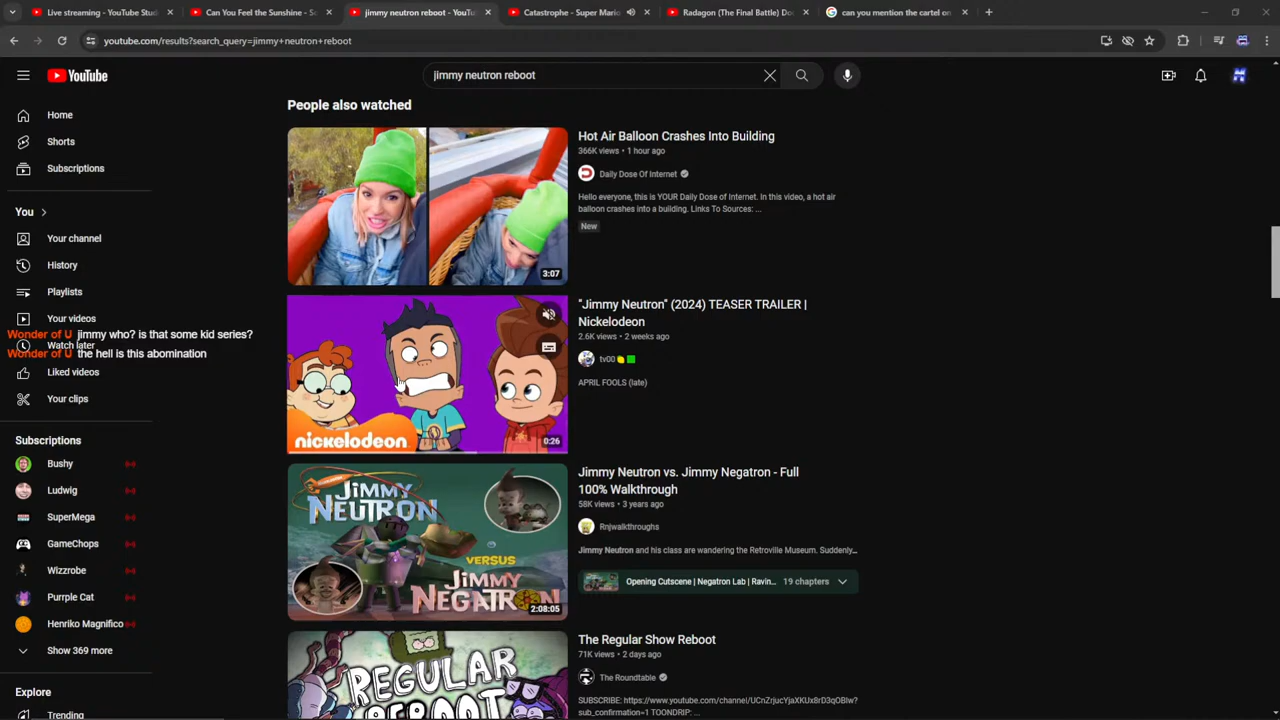 Live streaming - YouTube Stud
Can You Feel the Sunshine - So
jimmy neutron reboot - YouTu
Catastrophe - Super Mario
Radagon (The Final Battle) Do
can you mention the cartel on
youtube.com/results?search_query=jimmy+neutron+reboot
YouTube
jimmy neutron reboot
Home
Shorts
Subscriptions
You
Your channel
History
Playlists
Your videos
Wonder of U jimmy who? is that some kid series?
Watch later
Wonder of U the hell is this abomination
Liked videos
Your clips
Subscriptions
Bushy
Ludwig
SuperMega
GameChops
Wizzrobe
Purrple Cat
Henriko Magnifico
Show 369 more
Explore
Trending
People also watched
Hot Air Balloon Crashes Into Building
366K views • 1 hour ago
Daily Dose Of Internet
Hello everyone, this is YOUR Daily Dose of Internet. In this video, a hot air
balloon crashes into a building. Links To Sources: ...
New
3:07
"Jimmy Neutron" (2024) TEASER TRAILER |
Nickelodeon
2.6K views • 2 weeks ago
tv00
APRIL FOOLS (late)
nickelodeon
0:26
Jimmy Neutron vs. Jimmy Negatron - Full
100% Walkthrough
58K views • 3 years ago
Rnjwalkthroughs
Jimmy Neutron and his class are wandering the Retroville Museum. Suddenly...
Opening Cutscene | Negatron Lab | Ravin...
19 chapters
JIMMY
NEUTRON
VERSUS
JIMMY
NEGATRON
2:08:05
The Regular Show Reboot
71K views • 2 days ago
The Roundtable
SUBSCRIBE: https://www.youtube.com/channel/UCnZrjucYjaXKUx8rD3qOBIw?
sub_confirmation=1 TOONDRIP: ...
REGULAR
REBOOT